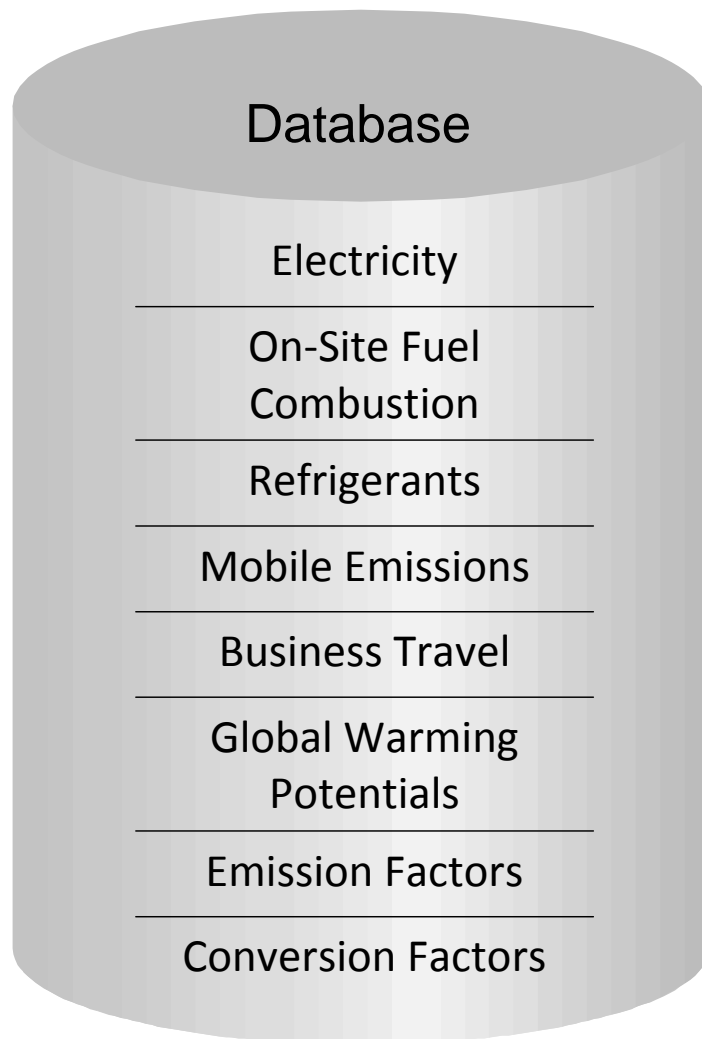 Database
Electricity
On-Site Fuel
Combustion
Refrigerants
Mobile Emissions
Business Travel
Global Warming
Potentials
Emission Factors
Conversion Factors